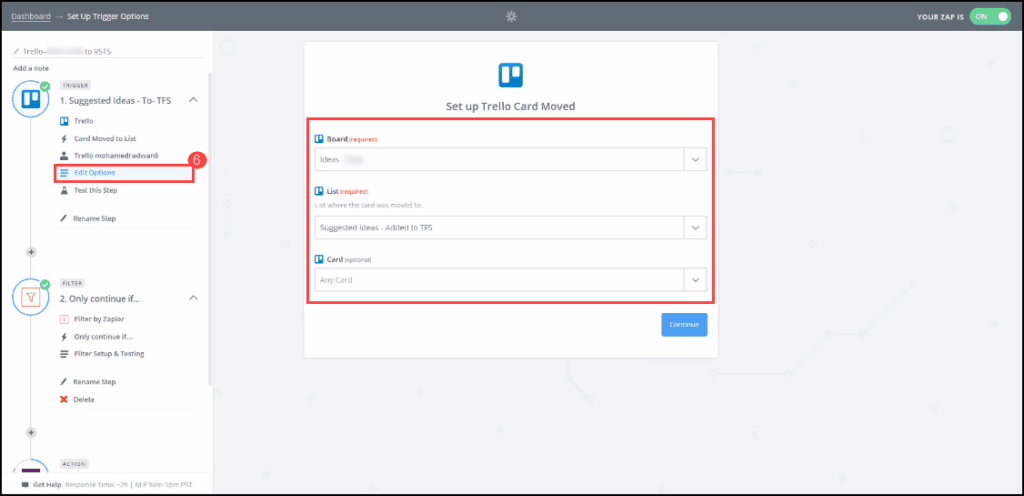 Dashboard → Set Up Trigger Options
YOUR ZAP IS ON
Trello- to VSTS
Add a note
TRIGGER
1. Suggested Ideas - To- TFS
Trello
Card Moved to List
Trello mohamedradwan6
6
Edit Options
Test this Step
Rename Step
+
FILTER
2. Only continue if...
Filter by Zapier
Only continue if...
Filter Setup & Testing
Rename Step
Delete
+
ACTION
Get Help Response Time: ~2h | M-F 9am-5pm PST
Set up Trello Card Moved
Board (required)
Ideas
List (required)
List where the card was moved to.
Suggested Ideas - Added to TFS
Card (optional)
Any Card
Continue